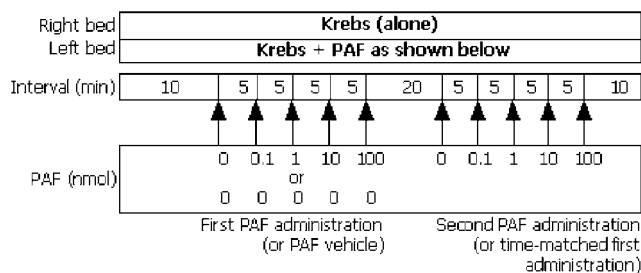 Right bed Krebs (alone)
Left bed Krebs + PAF as shown below
Interval (min) 10 5 5 5 5 20 5 5 5 5 10
0 0.1 1 10 100 0 0.1 1 10 100
PAF (nmol) or
0 0 0 0 0
First PAF administration Second PAF administration
(or PAF vehicle) (or time-matched first
administration)